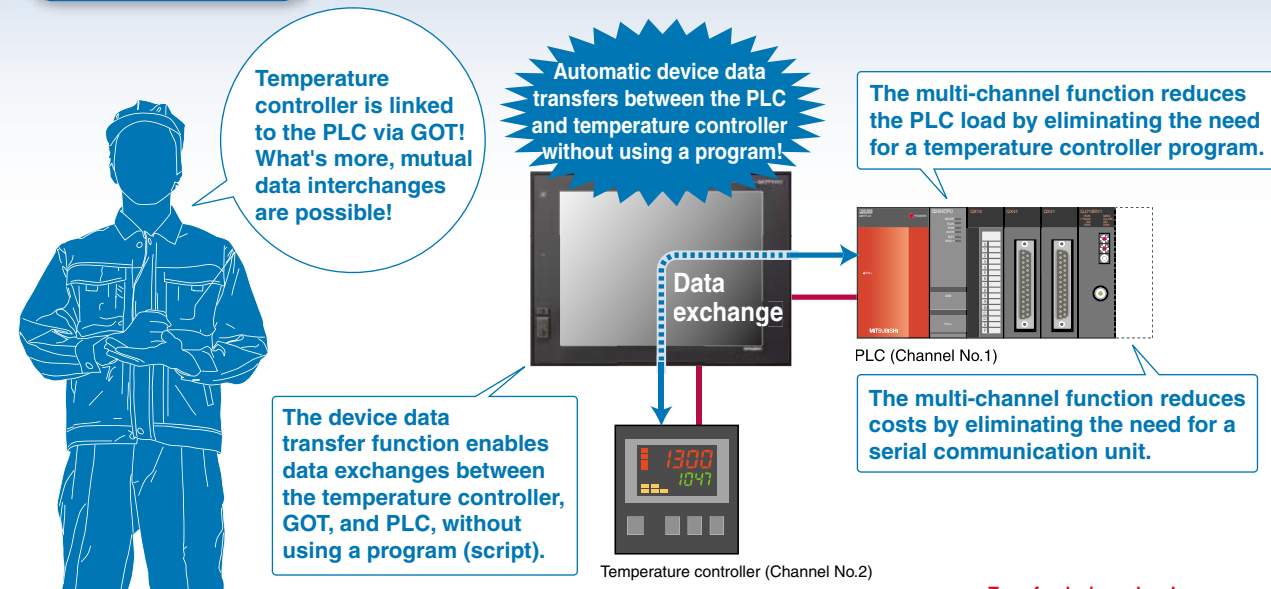 Temperature
controller is linked
to the PLC via GOT!
What's more, mutual
data interchanges
are possible!
Automatic device data
transfers between the PLC
and temperature controller
without using a program!
The multi-channel function reduces
the PLC load by eliminating the need
for a temperature controller program.
Data
exchange
MITSUBISHI
PLC (Channel No.1)
The multi-channel function reduces
costs by eliminating the need for a
serial communication unit.
The device data
transfer function enables
data exchanges between
the temperature controller,
GOT, and PLC, without
using a program (script).
1300
1047
Temperature controller (Channel No.2)